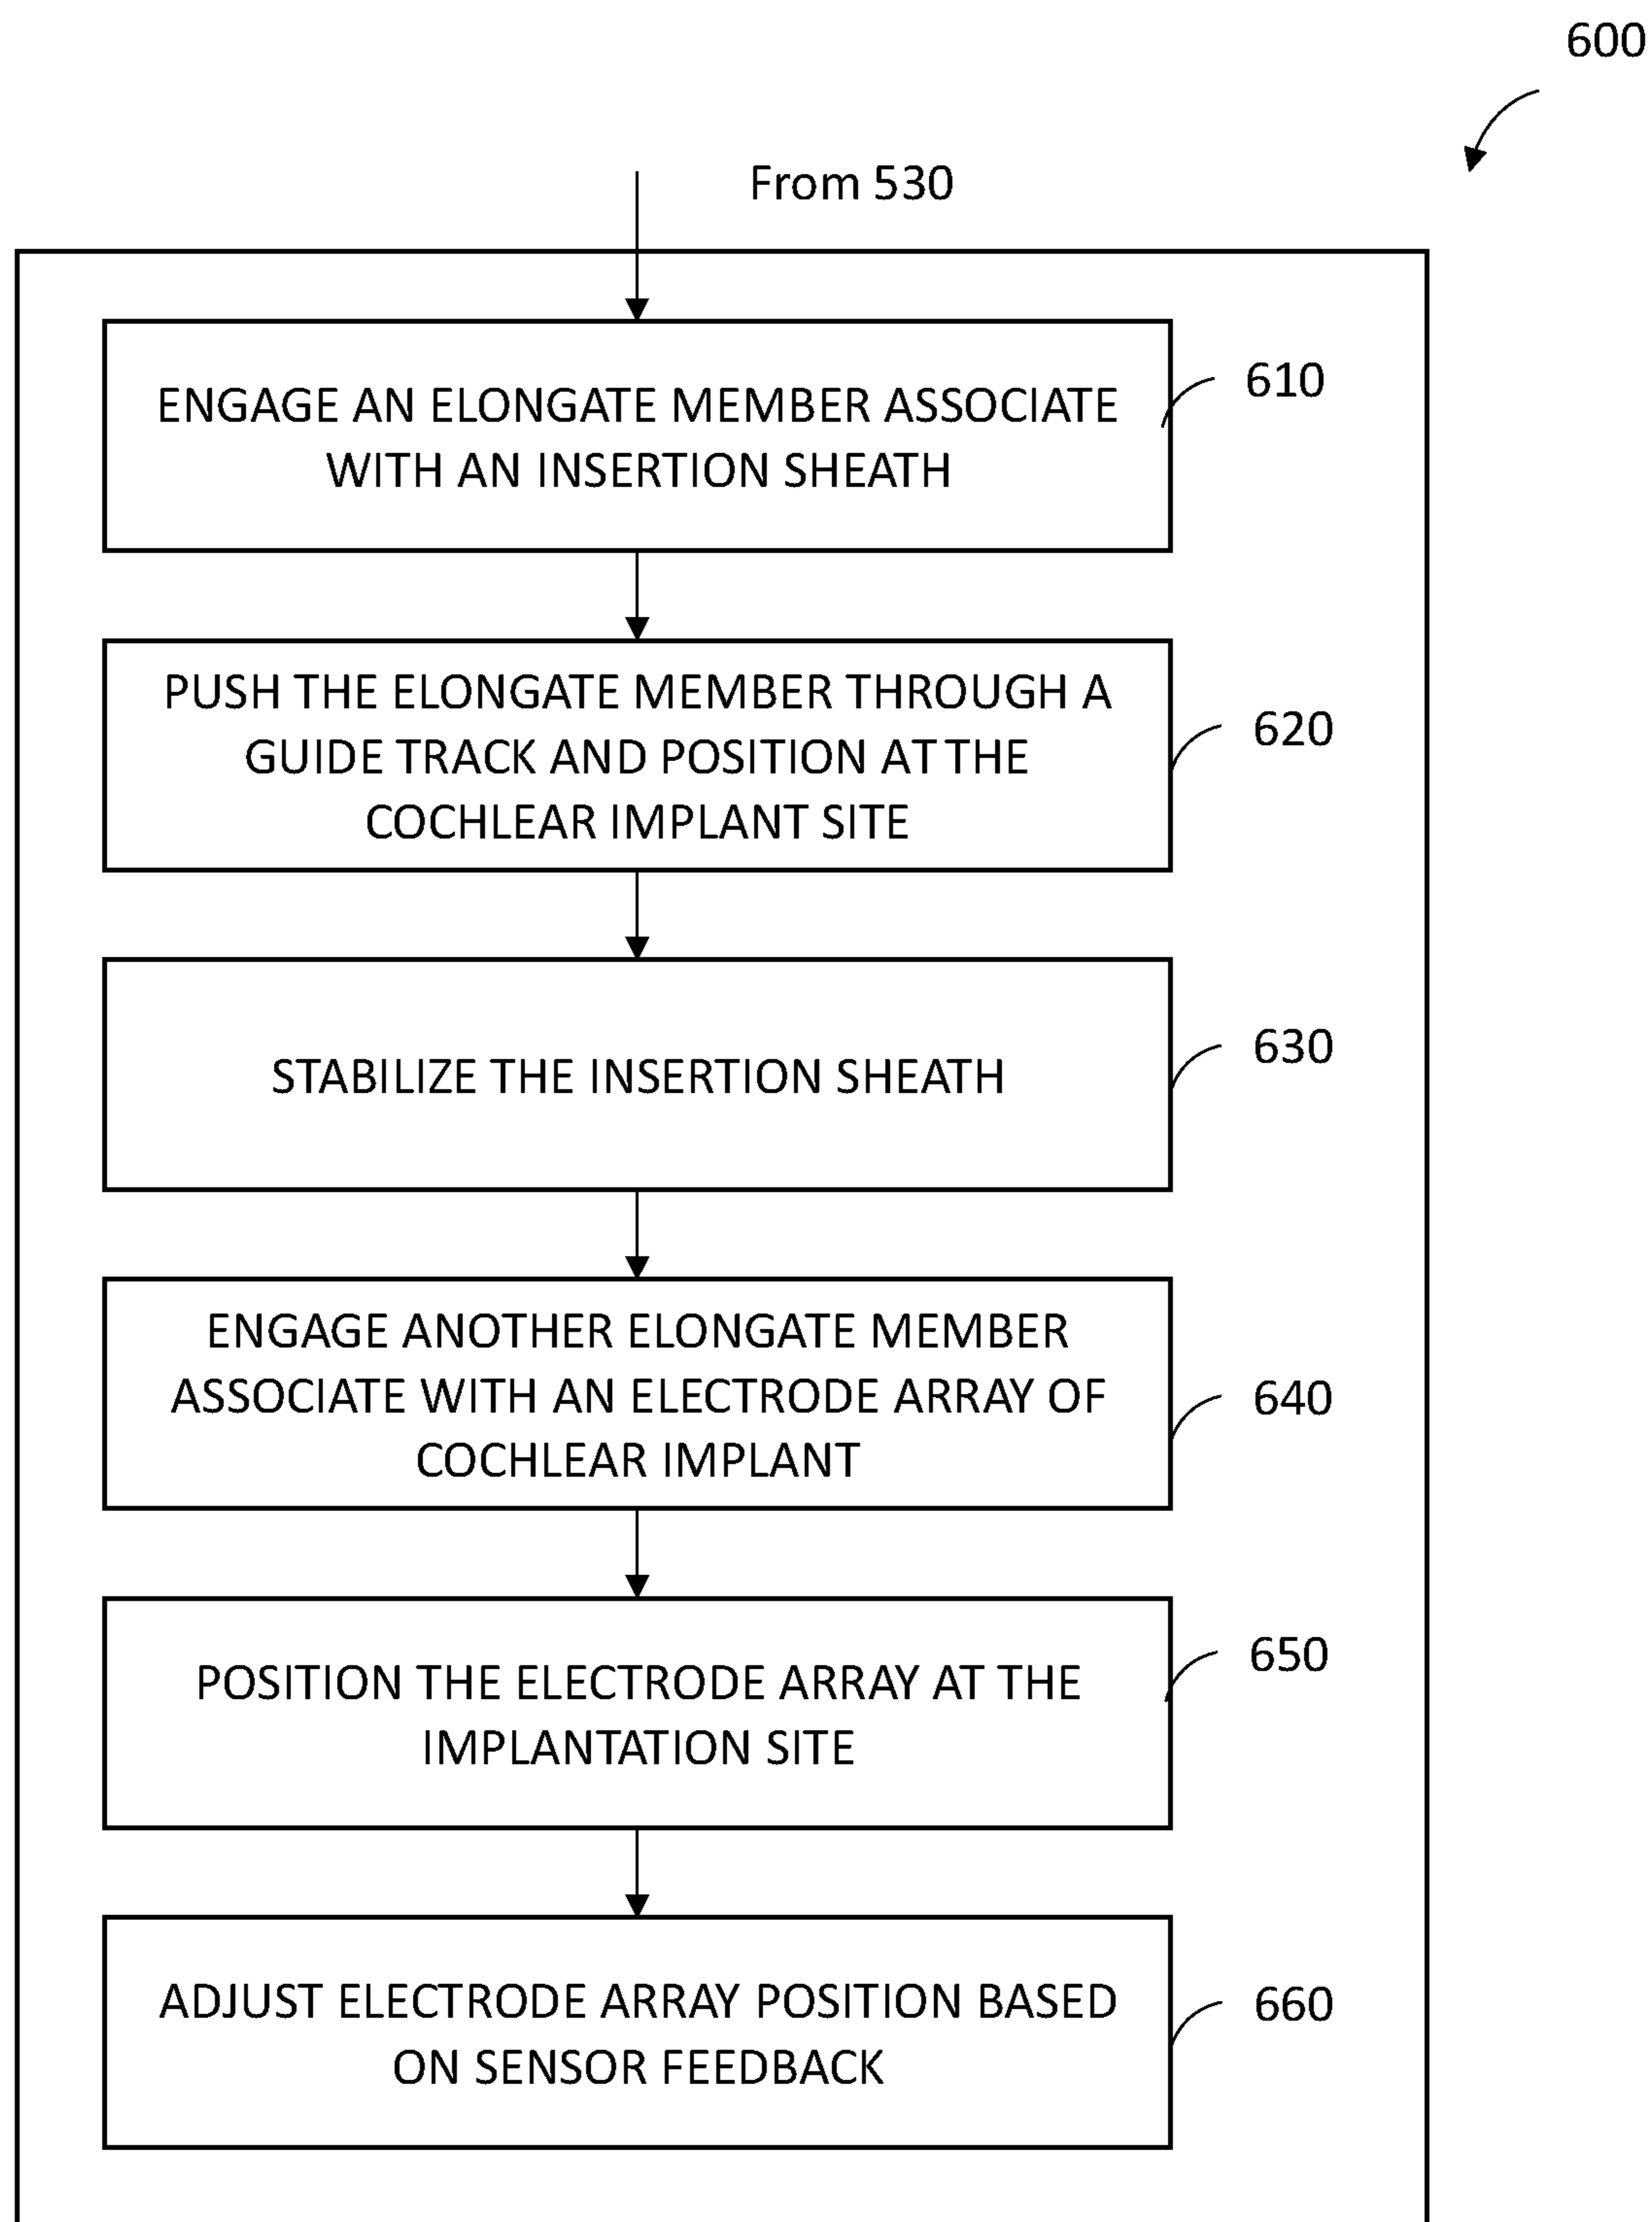 600
From 530
ENGAGE AN ELONGATE MEMBER ASSOCIATE
WITH AN INSERTION SHEATH
610
PUSH THE ELONGATE MEMBER THROUGH A
GUIDE TRACK AND POSITION AT THE
COCHLEAR IMPLANT SITE
620
STABILIZE THE INSERTION SHEATH
630
ENGAGE ANOTHER ELONGATE MEMBER
ASSOCIATE WITH AN ELECTRODE ARRAY OF
COCHLEAR IMPLANT
640
POSITION THE ELECTRODE ARRAY AT THE
IMPLANTATION SITE
650
ADJUST ELECTRODE ARRAY POSITION BASED
ON SENSOR FEEDBACK
660